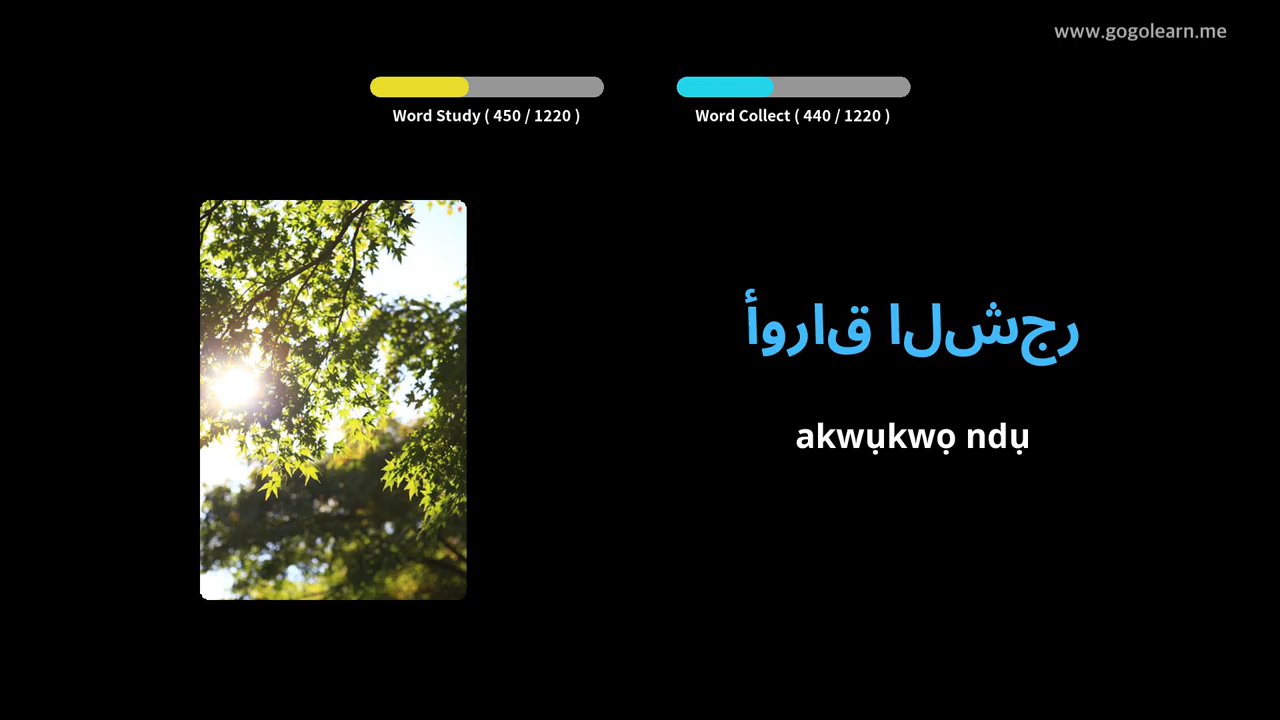 www.gogolearn.me
Word Study ( 450 / 1220 )
Word Collect ( 440 / 1220 )
أوراق الشجر
akwụkwọ ndụ